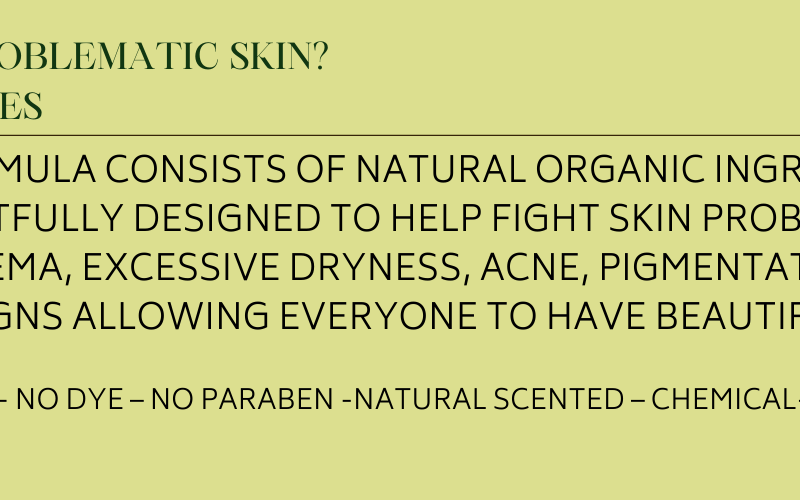 OBLEMATIC SKIN?
ES
MULA CONSISTS OF NATURAL ORGANIC INGR
TFULLY DESIGNED TO HELP FIGHT SKIN PROB
EMA, EXCESSIVE DRYNESS, ACNE, PIGMENTAT
GNS ALLOWING EVERYONE TO HAVE BEAUTIF
- NO DYE – NO PARABEN -NATURAL SCENTED – CHEMICAL-